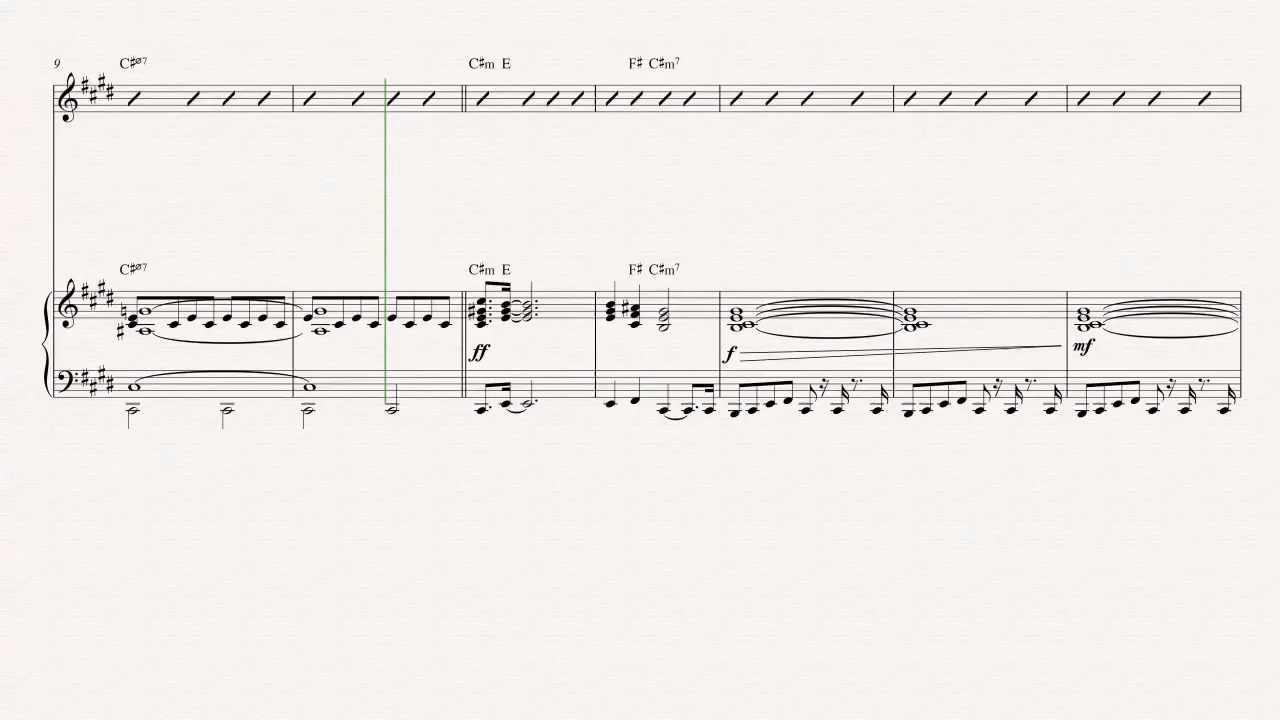 9 C♯ø7 C♯m E F♯ C♯m7
C♯ø7 C♯m E F♯ C♯m7
ff f mf